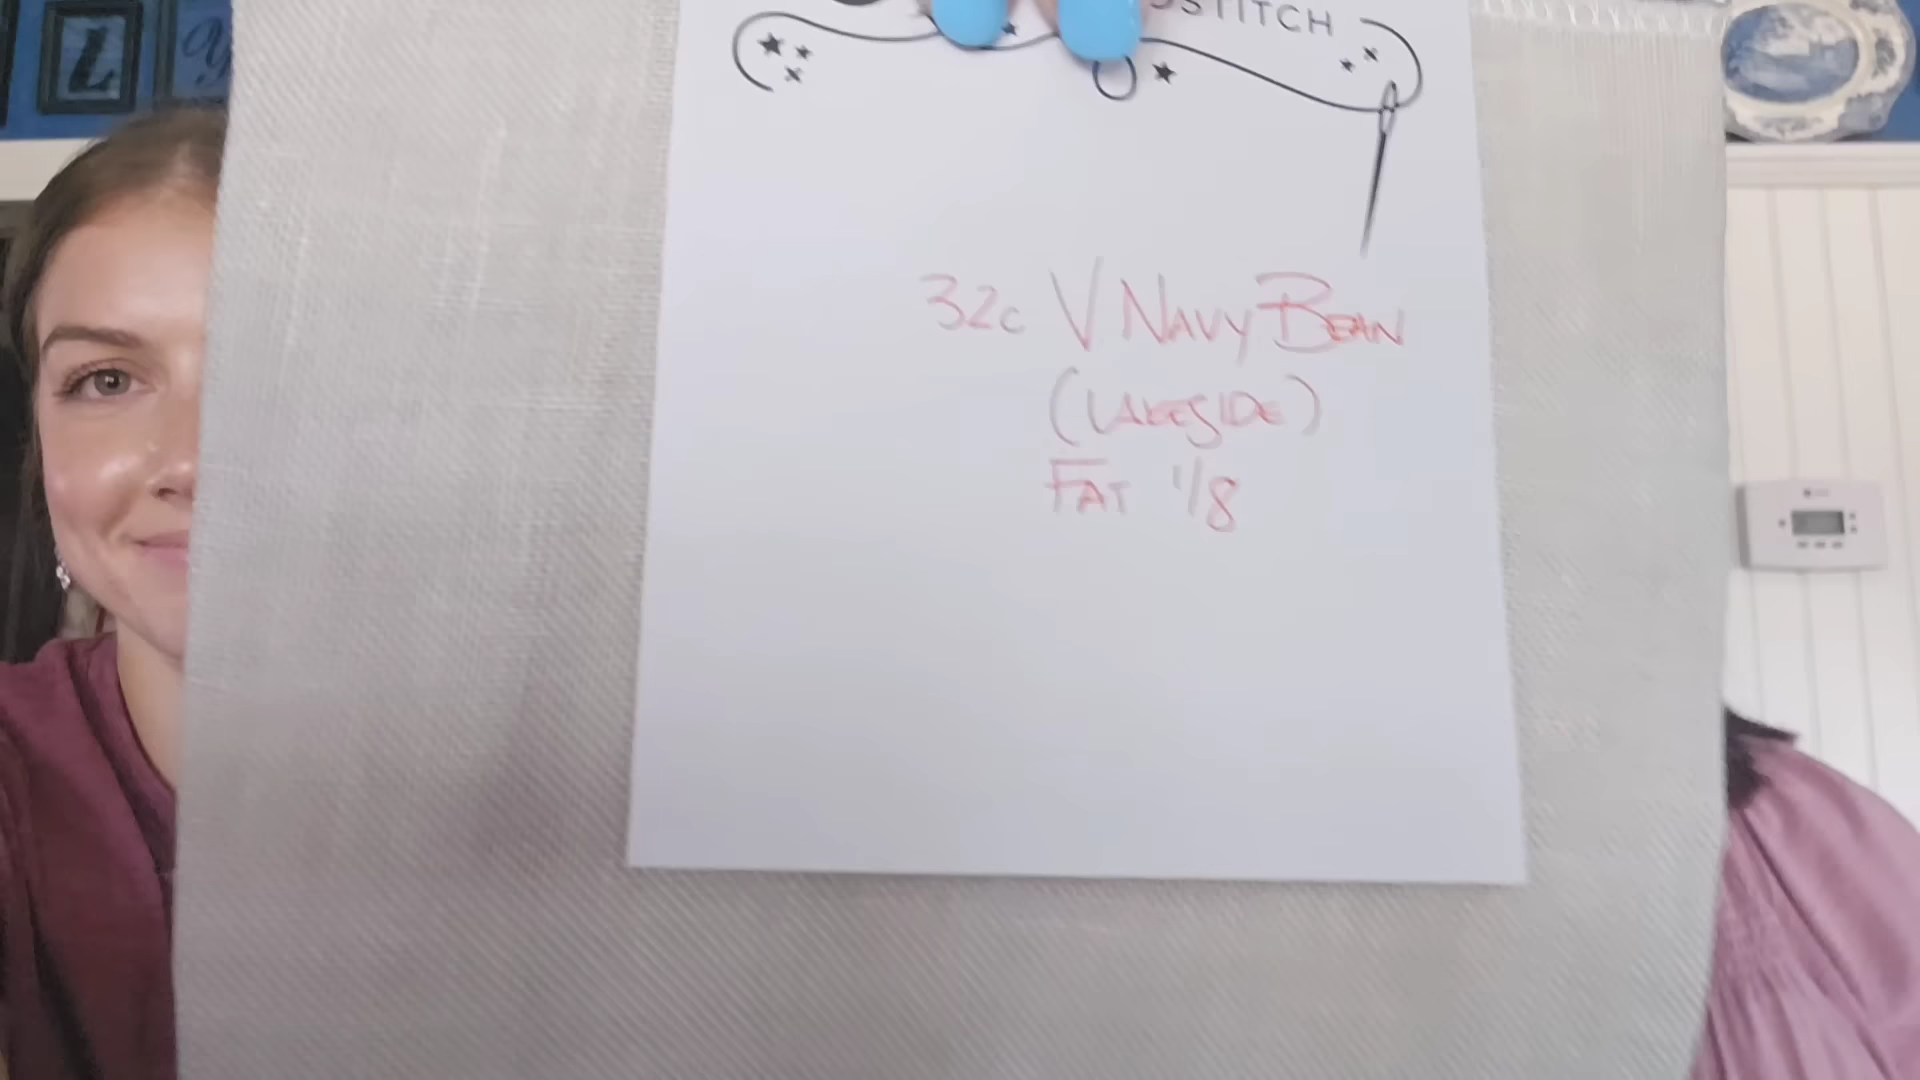 STITCH
32c V Navy Bean
(Lakeside)
Fat 1/8